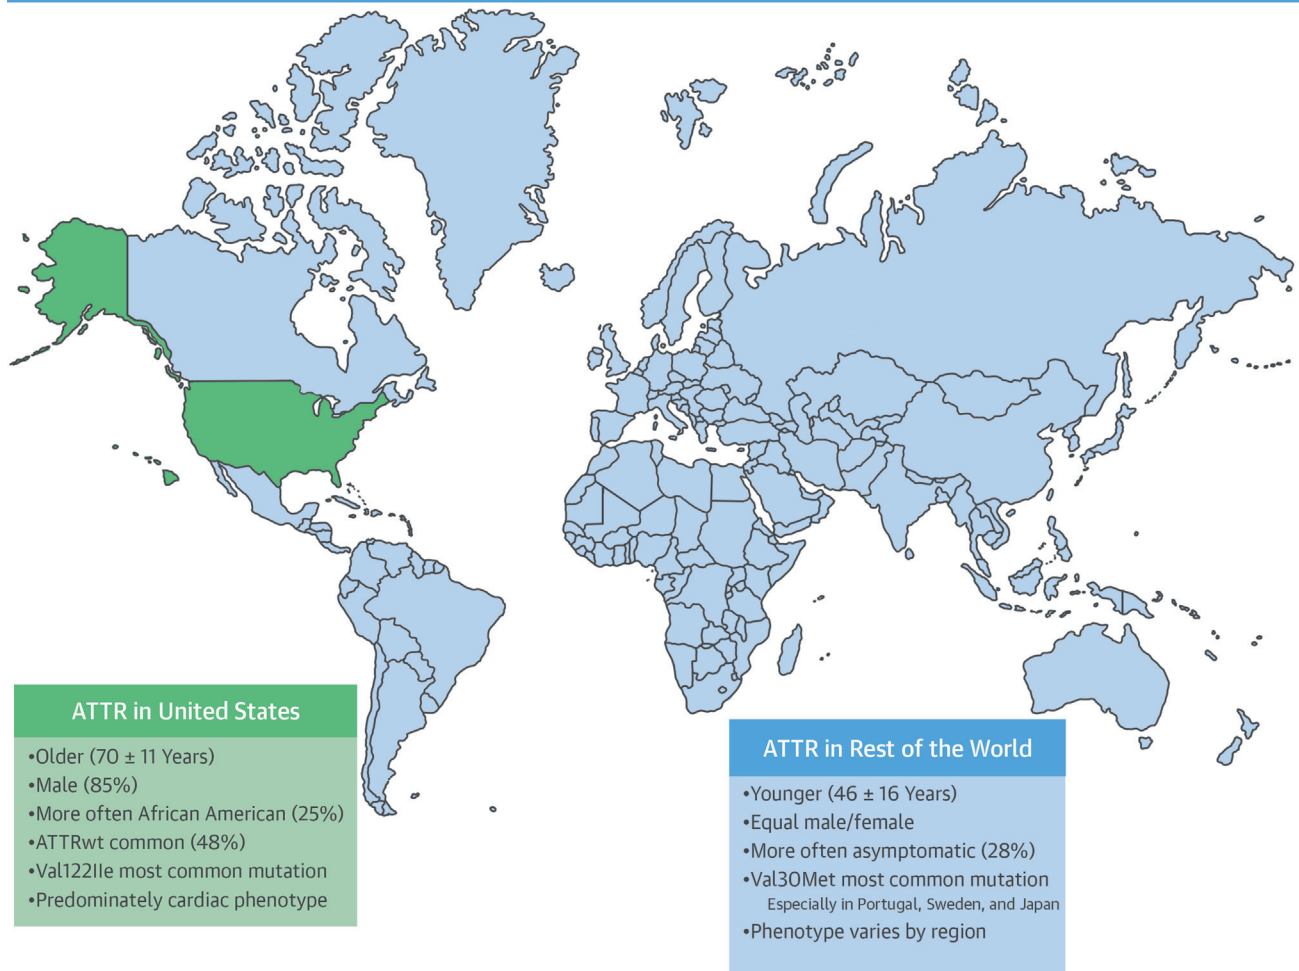 ATTR in United States
•Older (70 ± 11 Years)
•Male (85%)
•More often African American (25%)
•ATTRwt common (48%)
•Val122IIe most common mutation
•Predominately cardiac phenotype
ATTR in Rest of the World
•Younger (46 ± 16 Years)
•Equal male/female
•More often asymptomatic (28%)
•Val30Met most common mutation
Especially in Portugal, Sweden, and Japan
•Phenotype varies by region